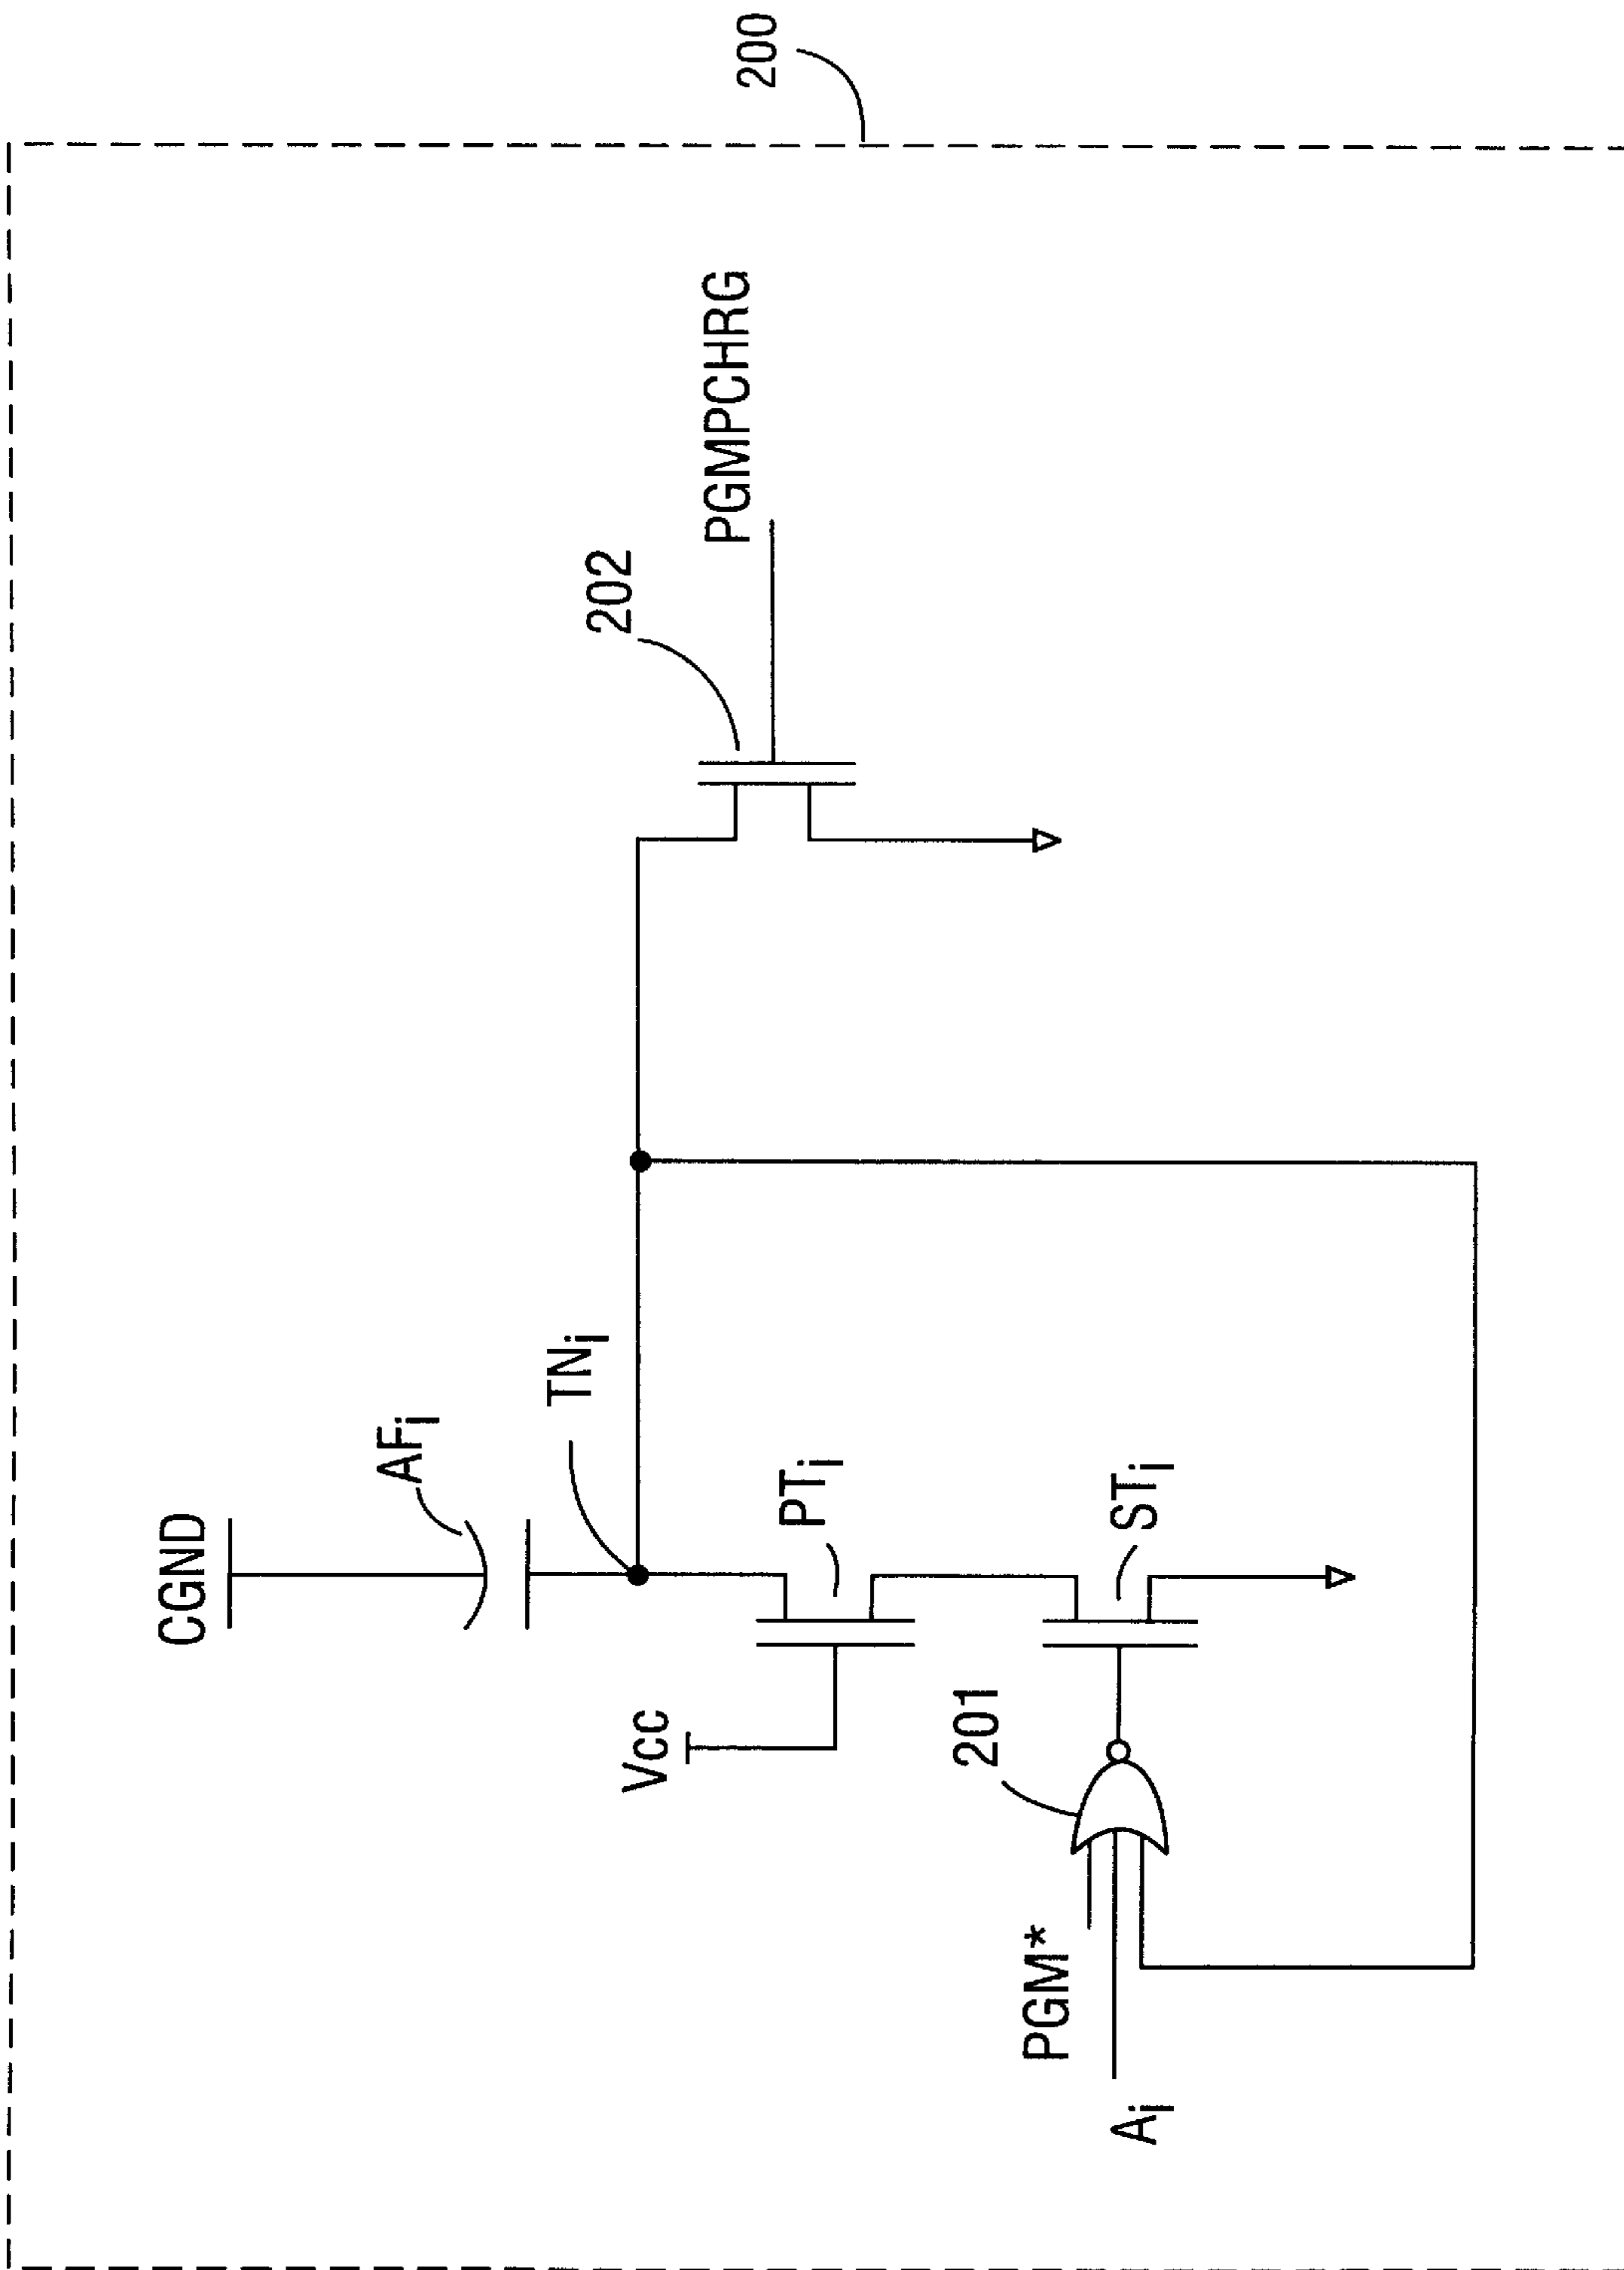 200
PGMPCHRG
202
CGND
AFi
TNi
PTi
Vcc
STi
201
PGM*
Ai